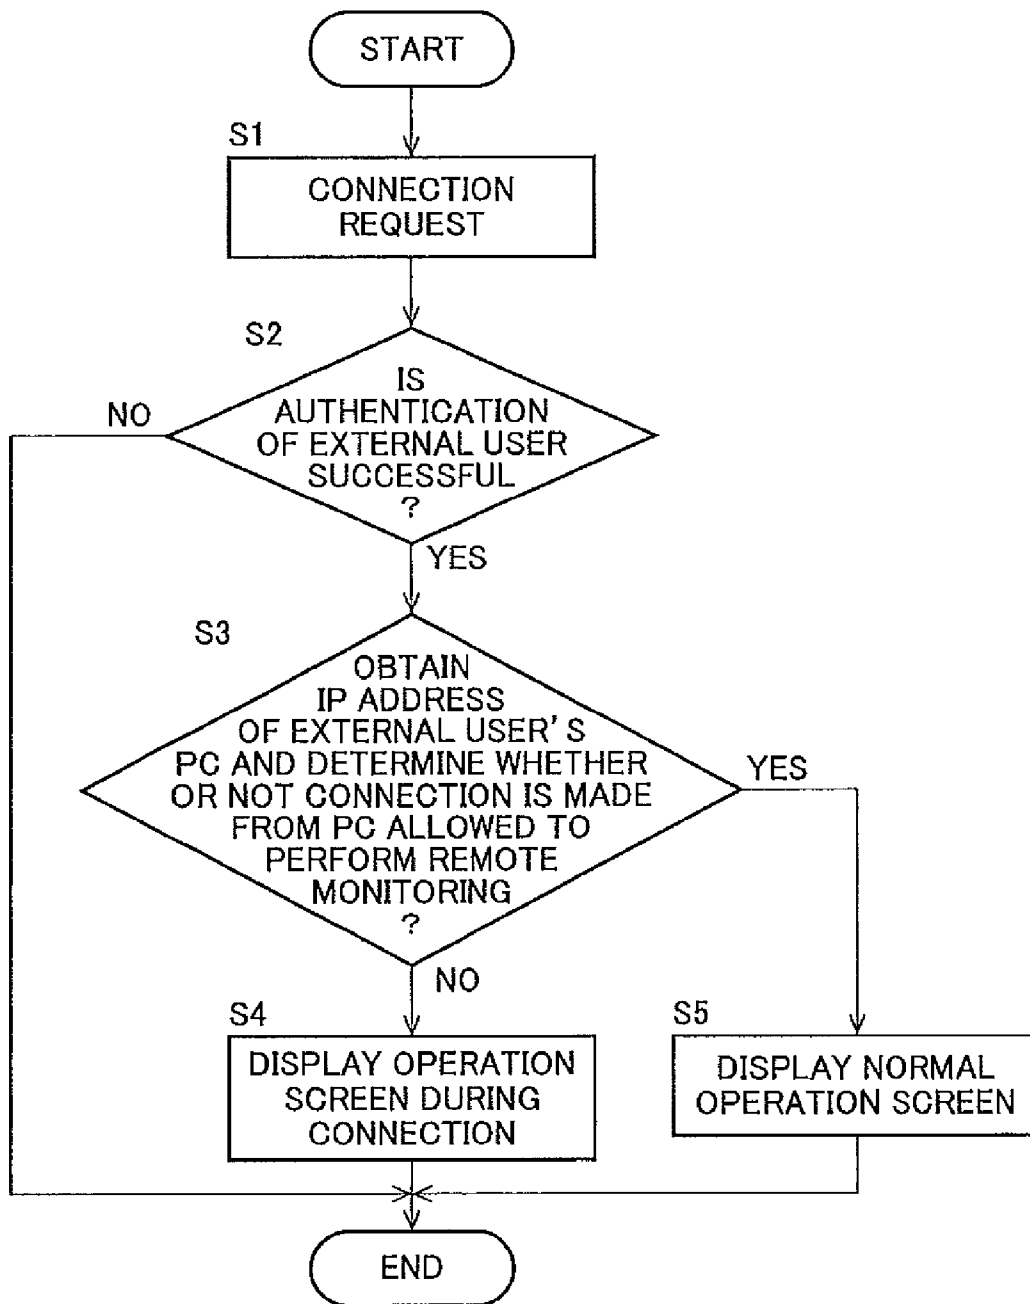 START
S1
CONNECTION
REQUEST
S2
IS
AUTHENTICATION
OF EXTERNAL USER
SUCCESSFUL
?
NO
YES
S3
OBTAIN
IP ADDRESS
OF EXTERNAL USER'S
PC AND DETERMINE WHETHER
OR NOT CONNECTION IS MADE
FROM PC ALLOWED TO
PERFORM REMOTE
MONITORING
?
YES
NO
S4
DISPLAY OPERATION
SCREEN DURING
CONNECTION
S5
DISPLAY NORMAL
OPERATION SCREEN
END